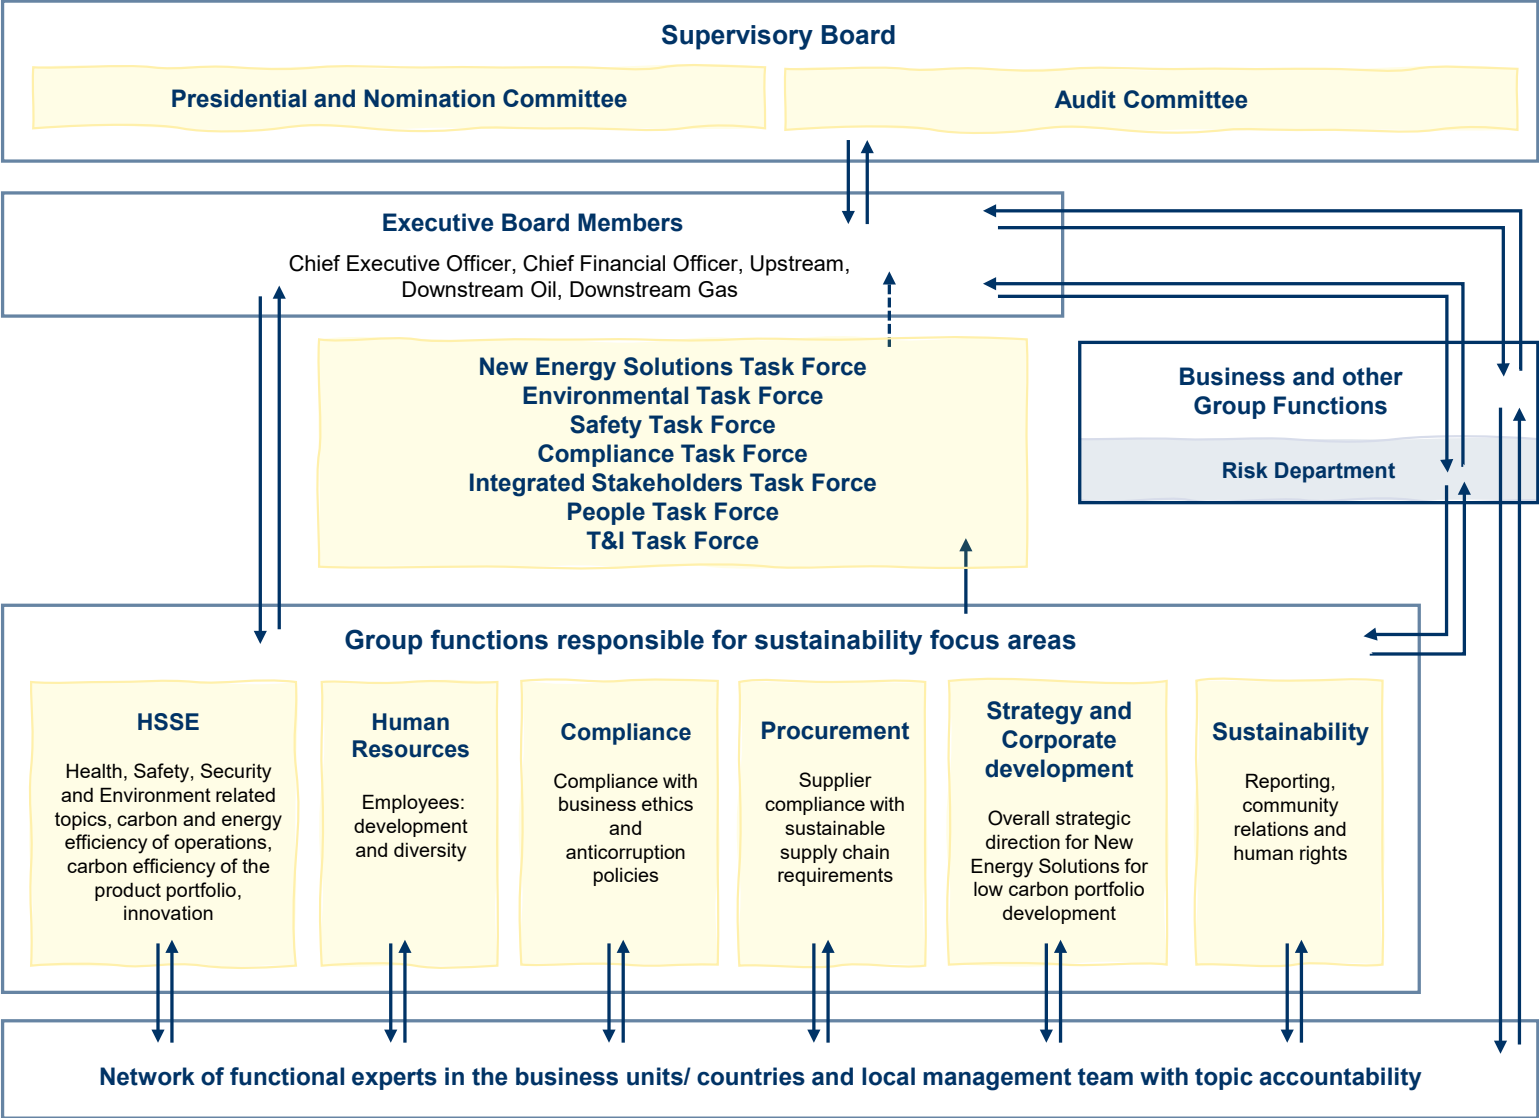 Supervisory Board
Presidential and Nomination Committee
Audit Committee
Executive Board Members
Chief Executive Officer, Chief Financial Officer, Upstream,
Downstream Oil, Downstream Gas
New Energy Solutions Task Force
Environmental Task Force
Safety Task Force
Compliance Task Force
Integrated Stakeholders Task Force
People Task Force
T&I Task Force
Business and other
Group Functions
Risk Department
Group functions responsible for sustainability focus areas
HSSE
Health, Safety, Security
and Environment related
topics, carbon and energy
efficiency of operations,
carbon efficiency of the
product portfolio,
innovation
Human
Resources
Employees:
development
and diversity
Compliance
Compliance with
business ethics
and
anticorruption
policies
Procurement
Supplier
compliance with
sustainable
supply chain
requirements
Strategy and
Corporate
development
Overall strategic
direction for New
Energy Solutions for
low carbon portfolio
development
Sustainability
Reporting,
community
relations and
human rights
Network of functional experts in the business units/ countries and local management team with topic accountability